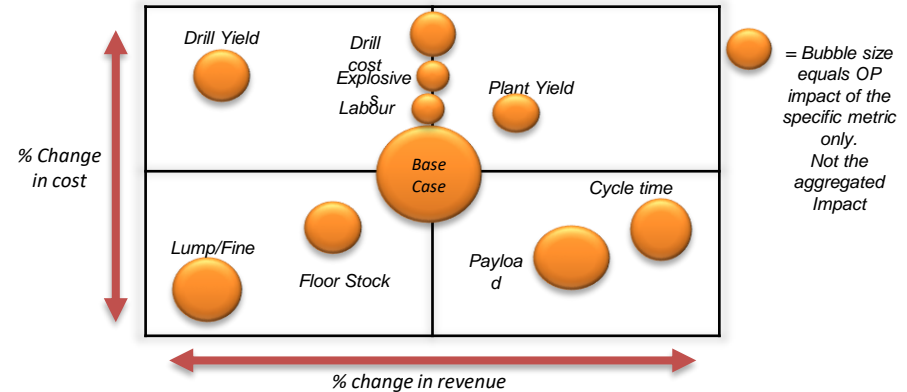 Drill Yield
Drill
cost
Explosive
s
Labour
Plant Yield
= Bubble size
equals OP
impact of the
specific metric
only.
Not the
aggregated
Impact
% Change
in cost
Base
Case
Cycle time
Lump/Fine
Floor Stock
Payloa
d
% change in revenue